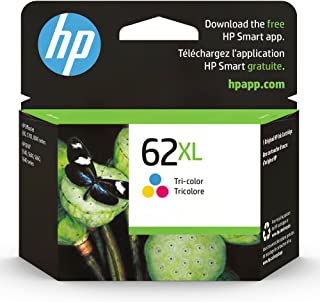 hp
Download the free
HP Smart app.
Téléchargez l'application
HP Smart gratuite.
hpapp.com
62XL
Tri-color
Tricolore